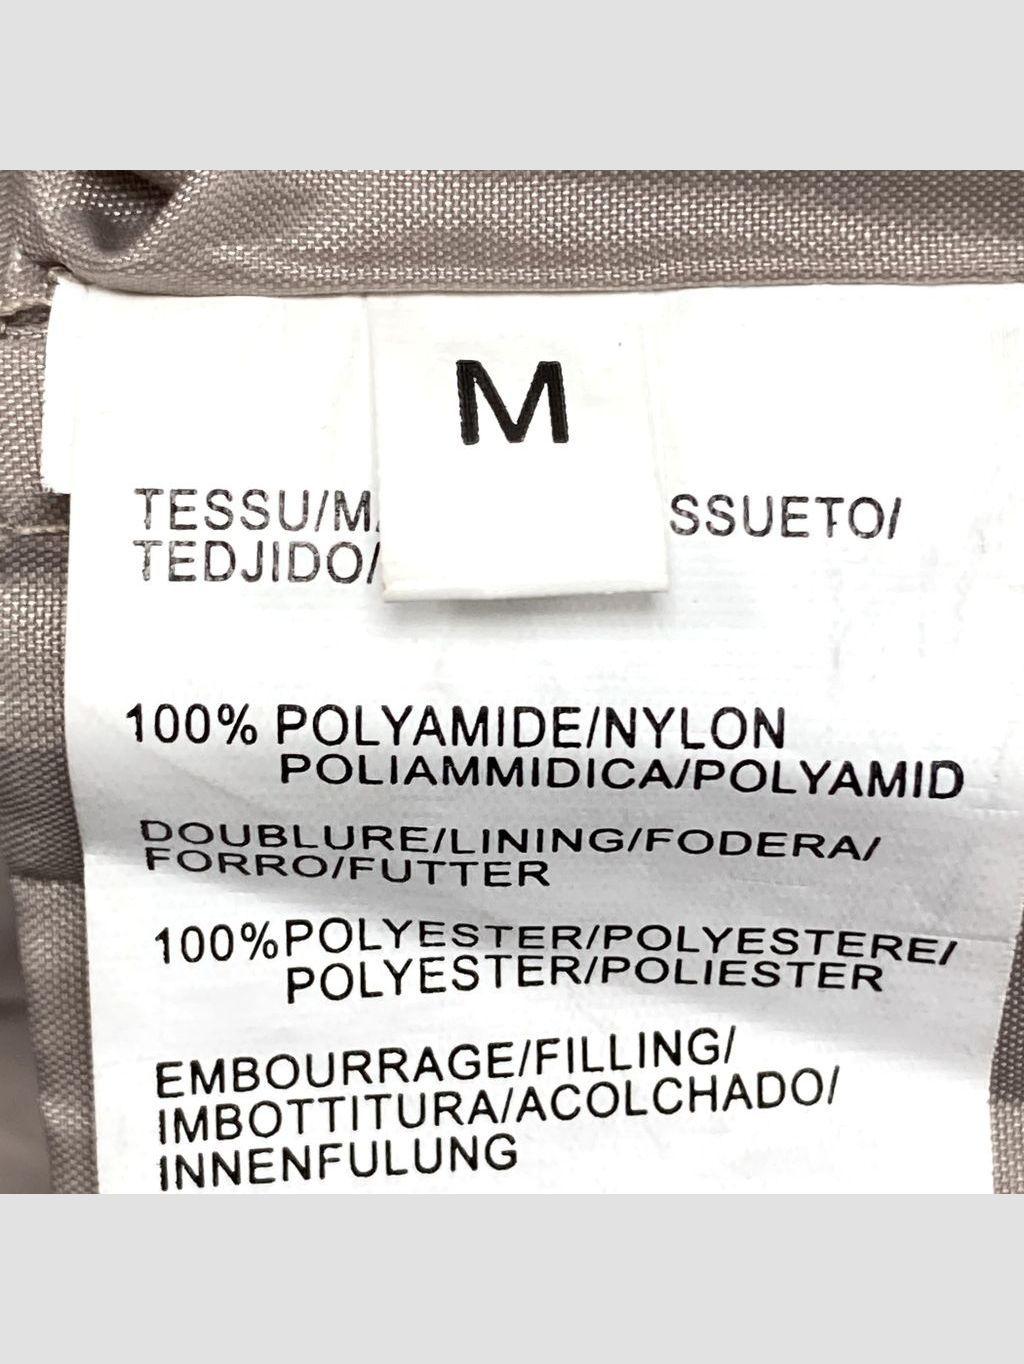 M
TESSU/M SSUETO/
TEDJIDO/
100% POLYAMIDE/NYLON
POLIAMMIDICA/POLYAMID
DOUBLURE/LINING/FODERA/
FORRO/FUTTER
100% POLYESTER/POLYESTERE/
POLYESTER/POLIESTER
EMBOURRAGE/FILLING/
IMBOTTITURA/ACOLCHADO/
INNENFULUNG